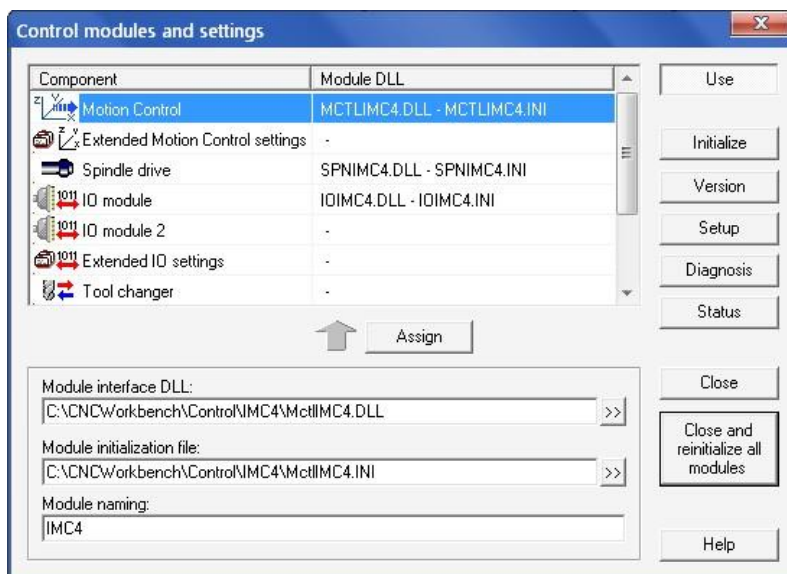 Control modules and settings
Component Module DLL
Motion Control MCTLIMC4.DLL - MCTLIMC4.INI
Extended Motion Control settings -
Spindle drive SPNIMC4.DLL - SPNIMC4.INI
IO module IOIMC4.DLL - IOIMC4.INI
IO module 2 -
Extended IO settings -
Tool changer -
Assign
Module interface DLL:
C:\CNCWorkbench\Control\IMC4\MctlIMC4.DLL >>
Module initialization file:
C:\CNCWorkbench\Control\IMC4\MctlIMC4.INI >>
Module naming:
IMC4
Use
Initialize
Version
Setup
Diagnosis
Status
Close
Close and
reinitialize all
modules
Help